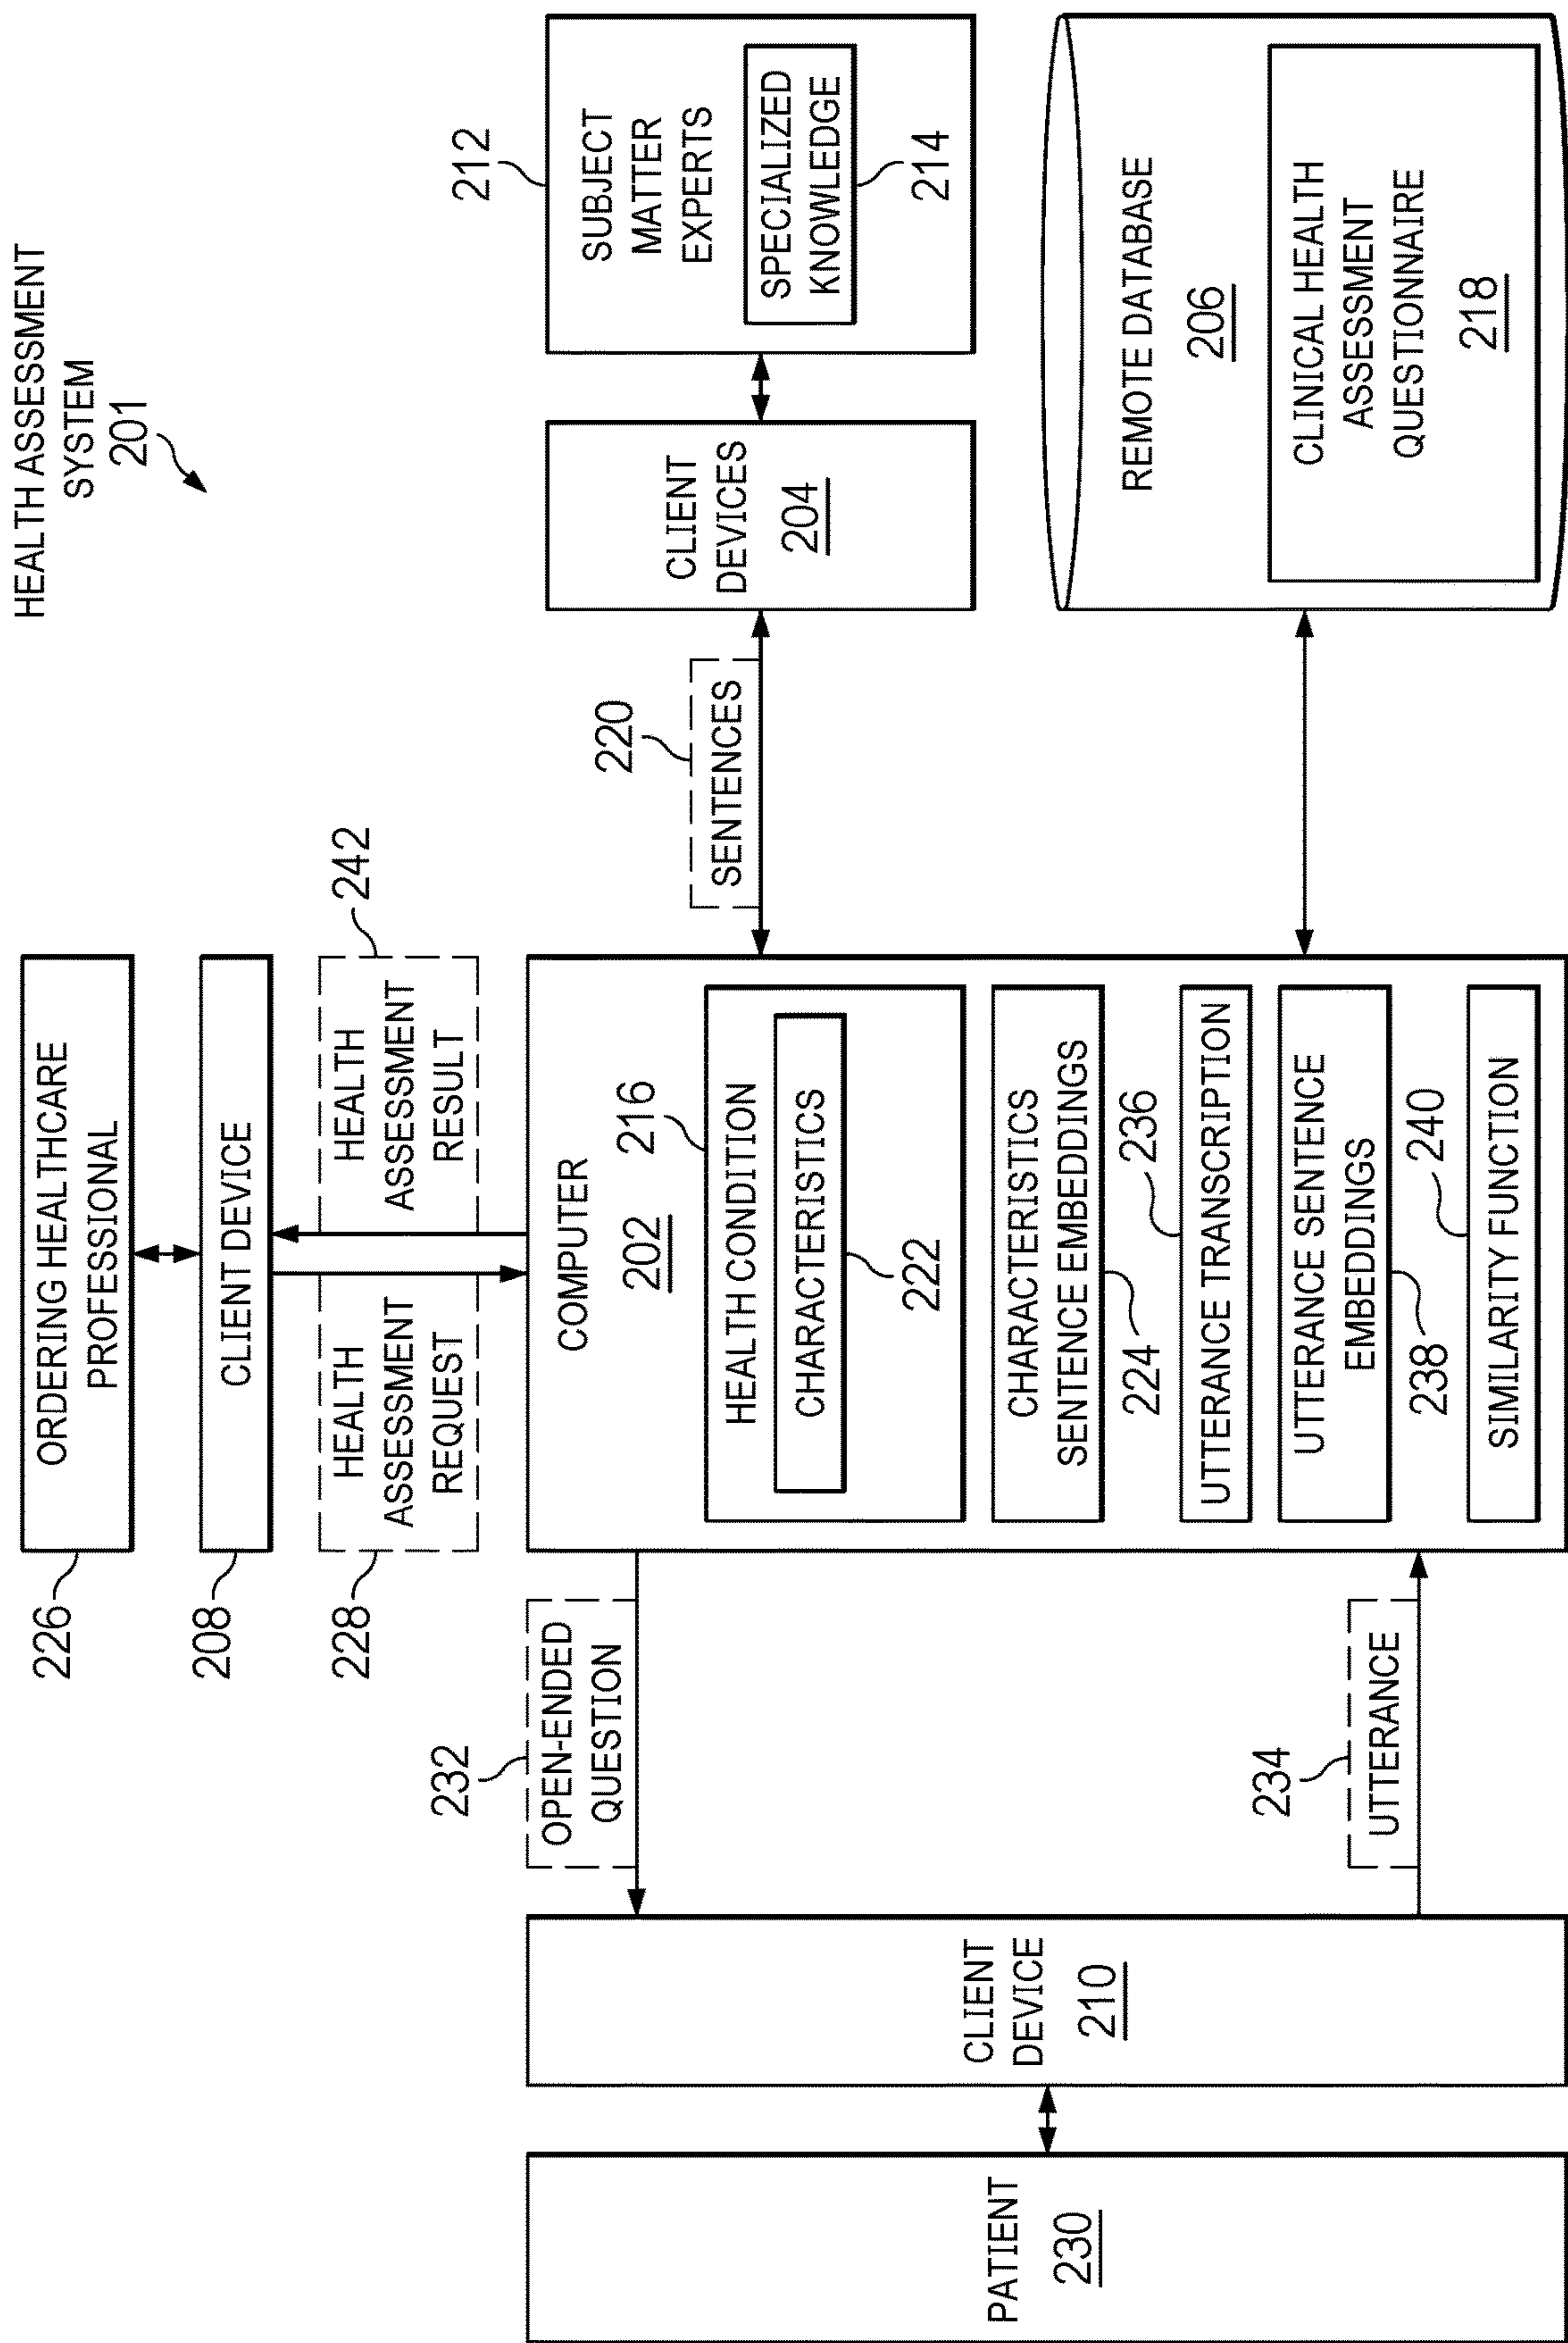 HEALTH ASSESSMENT
SYSTEM
201
226
ORDERING HEALTHCARE
PROFESSIONAL
208
CLIENT DEVICE
228
HEALTH
ASSESSMENT
REQUEST
HEALTH
ASSESSMENT
RESULT
242
PATIENT
230
CLIENT
DEVICE
210
232
OPEN-ENDED
QUESTION
234
UTTERANCE
COMPUTER
202
216
HEALTH CONDITION
CHARACTERISTICS
222
CHARACTERISTICS
SENTENCE EMBEDDINGS
224
236
UTTERANCE TRANSCRIPTION
UTTERANCE SENTENCE
EMBEDDINGS
238
240
SIMILARITY FUNCTION
220
SENTENCES
CLIENT
DEVICES
204
212
SUBJECT
MATTER
EXPERTS
SPECIALIZED
KNOWLEDGE
214
REMOTE DATABASE
206
CLINICAL HEALTH
ASSESSMENT
QUESTIONNAIRE
218